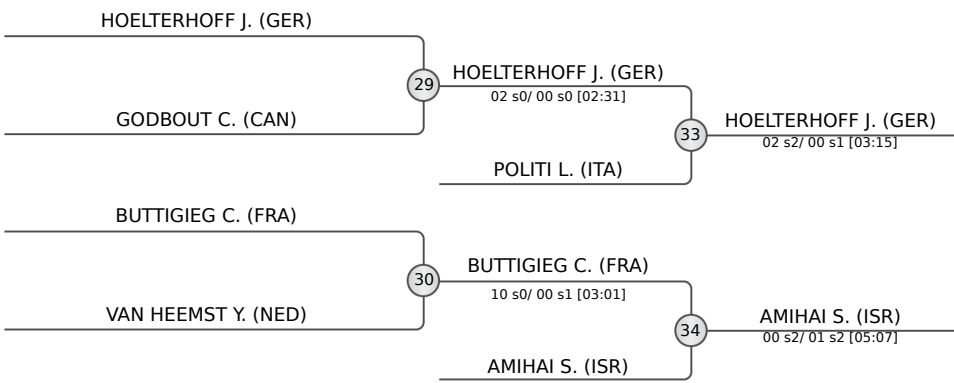 HOELTERHOFF J. (GER)
29
GODBOUT C. (CAN)
HOELTERHOFF J. (GER)
02 s0/ 00 s0 [02:31]
33
POLITI L. (ITA)
HOELTERHOFF J. (GER)
02 s2/ 00 s1 [03:15]
BUTTIGIEG C. (FRA)
30
VAN HEEMST Y. (NED)
BUTTIGIEG C. (FRA)
10 s0/ 00 s1 [03:01]
34
AMIHAI S. (ISR)
AMIHAI S. (ISR)
00 s2/ 01 s2 [05:07]